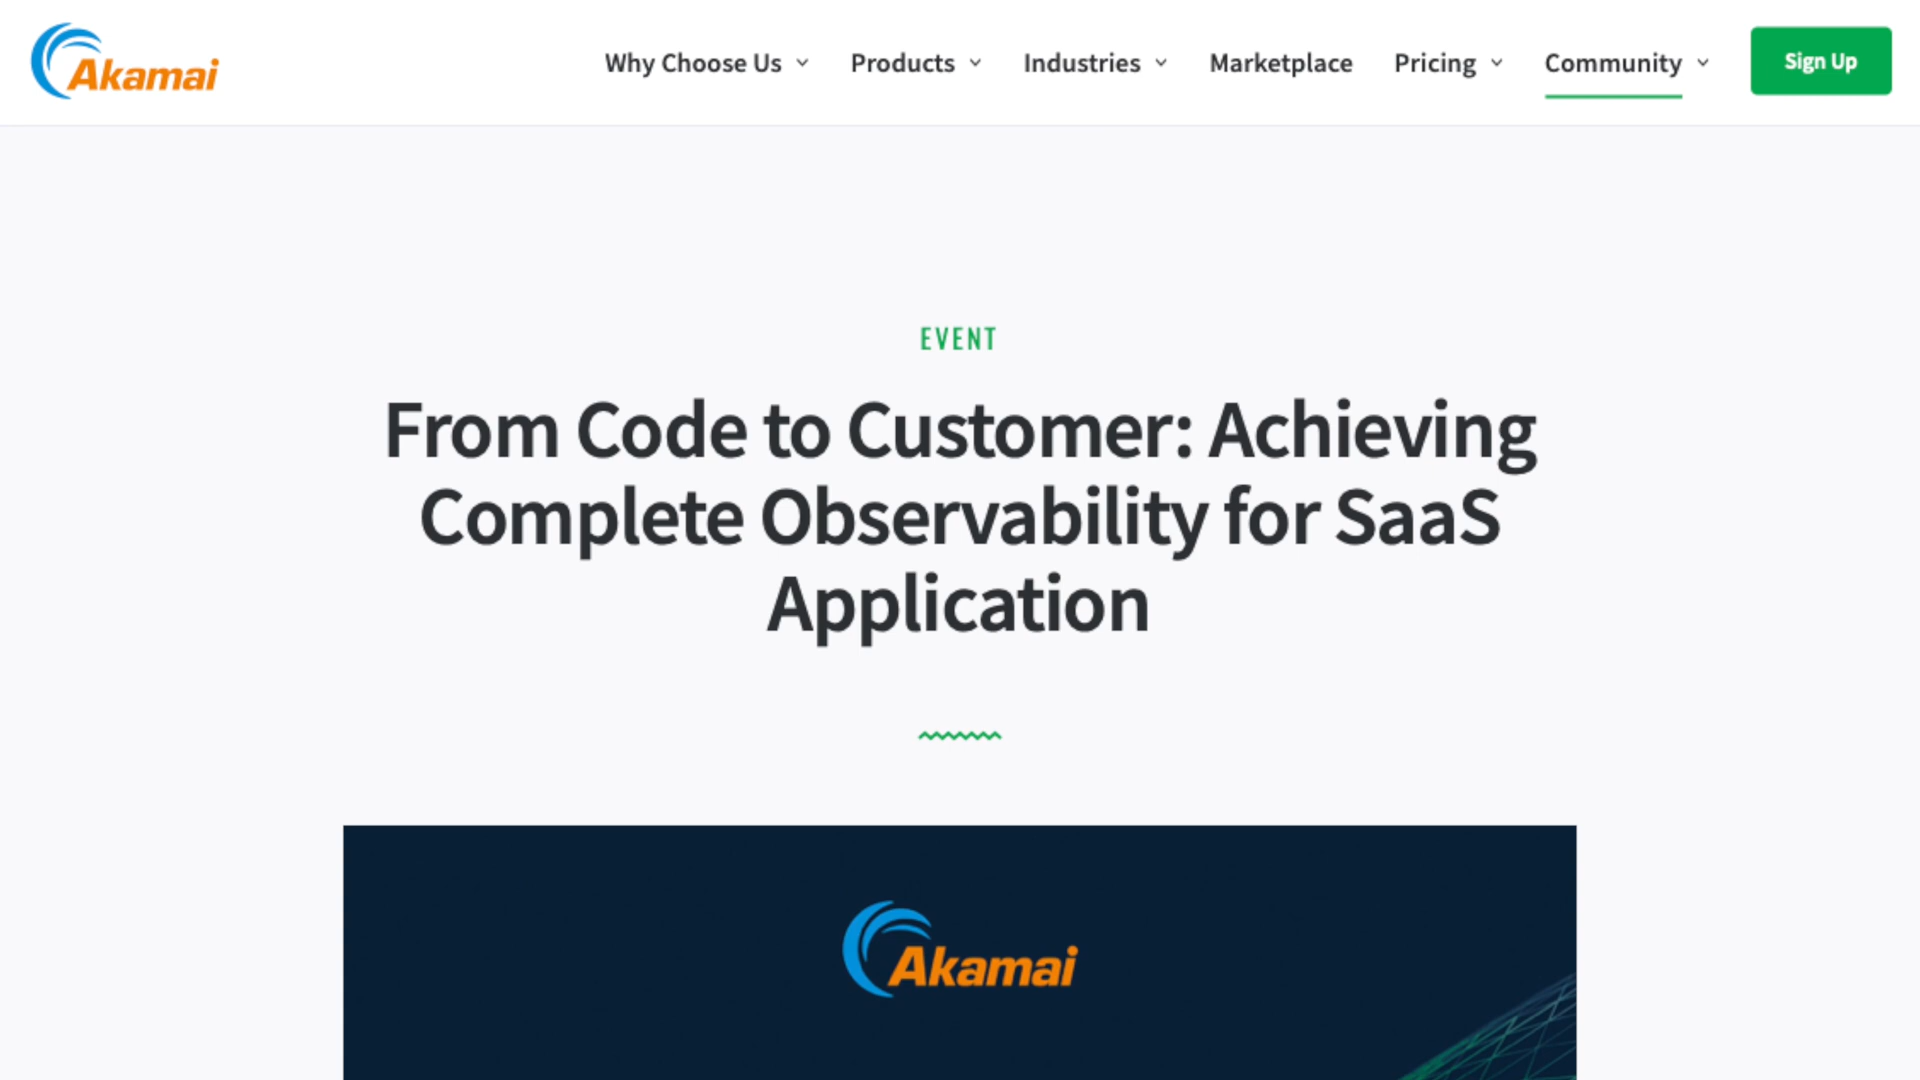 Akamai
Why Choose Us
Products
Industries
Marketplace
Pricing
Community
Sign Up
EVENT
From Code to Customer: Achieving
Complete Observability for SaaS
Application
Akamai